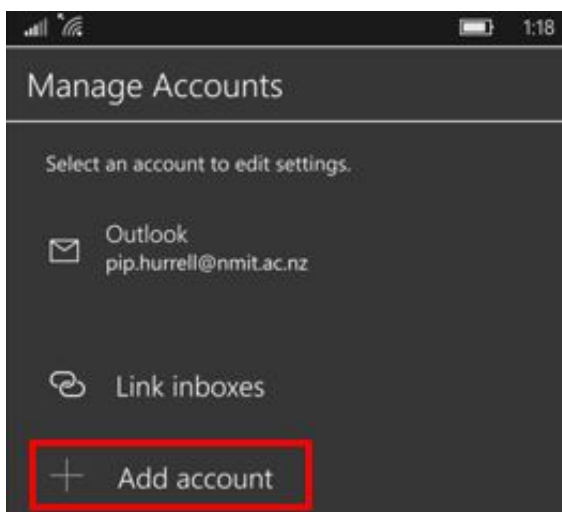 1:18
Manage Accounts
Select an account to edit settings.
Outlook
pip.hurrell@nmit.ac.nz
Link inboxes
Add account